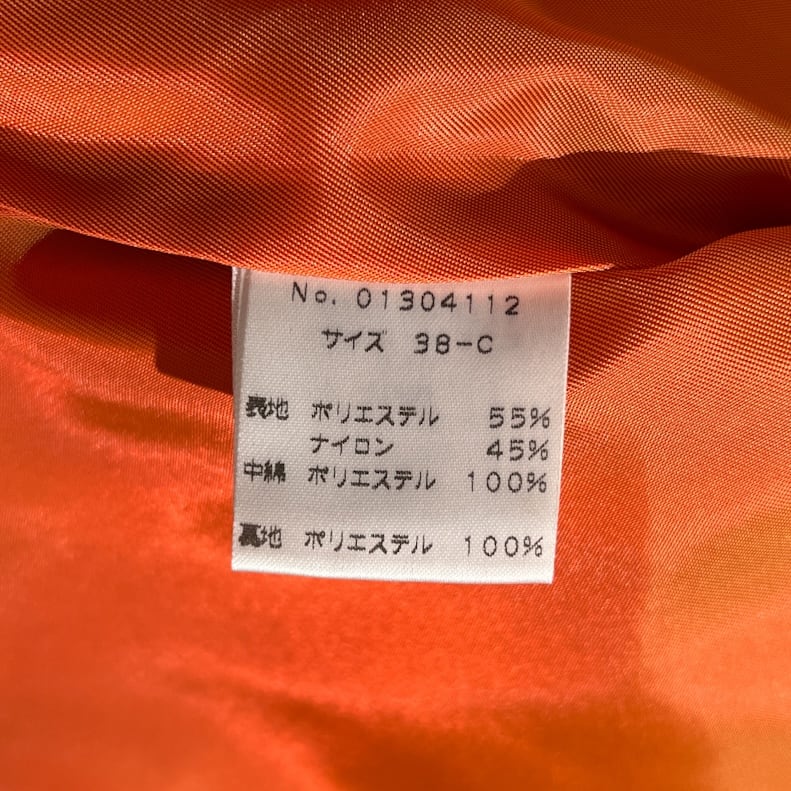 No. 01304112
サイズ 38-C
表地 ポリエステル 55%
ナイロン 45%
中綿 ポリエステル 100%
裏地 ポリエステル 100%